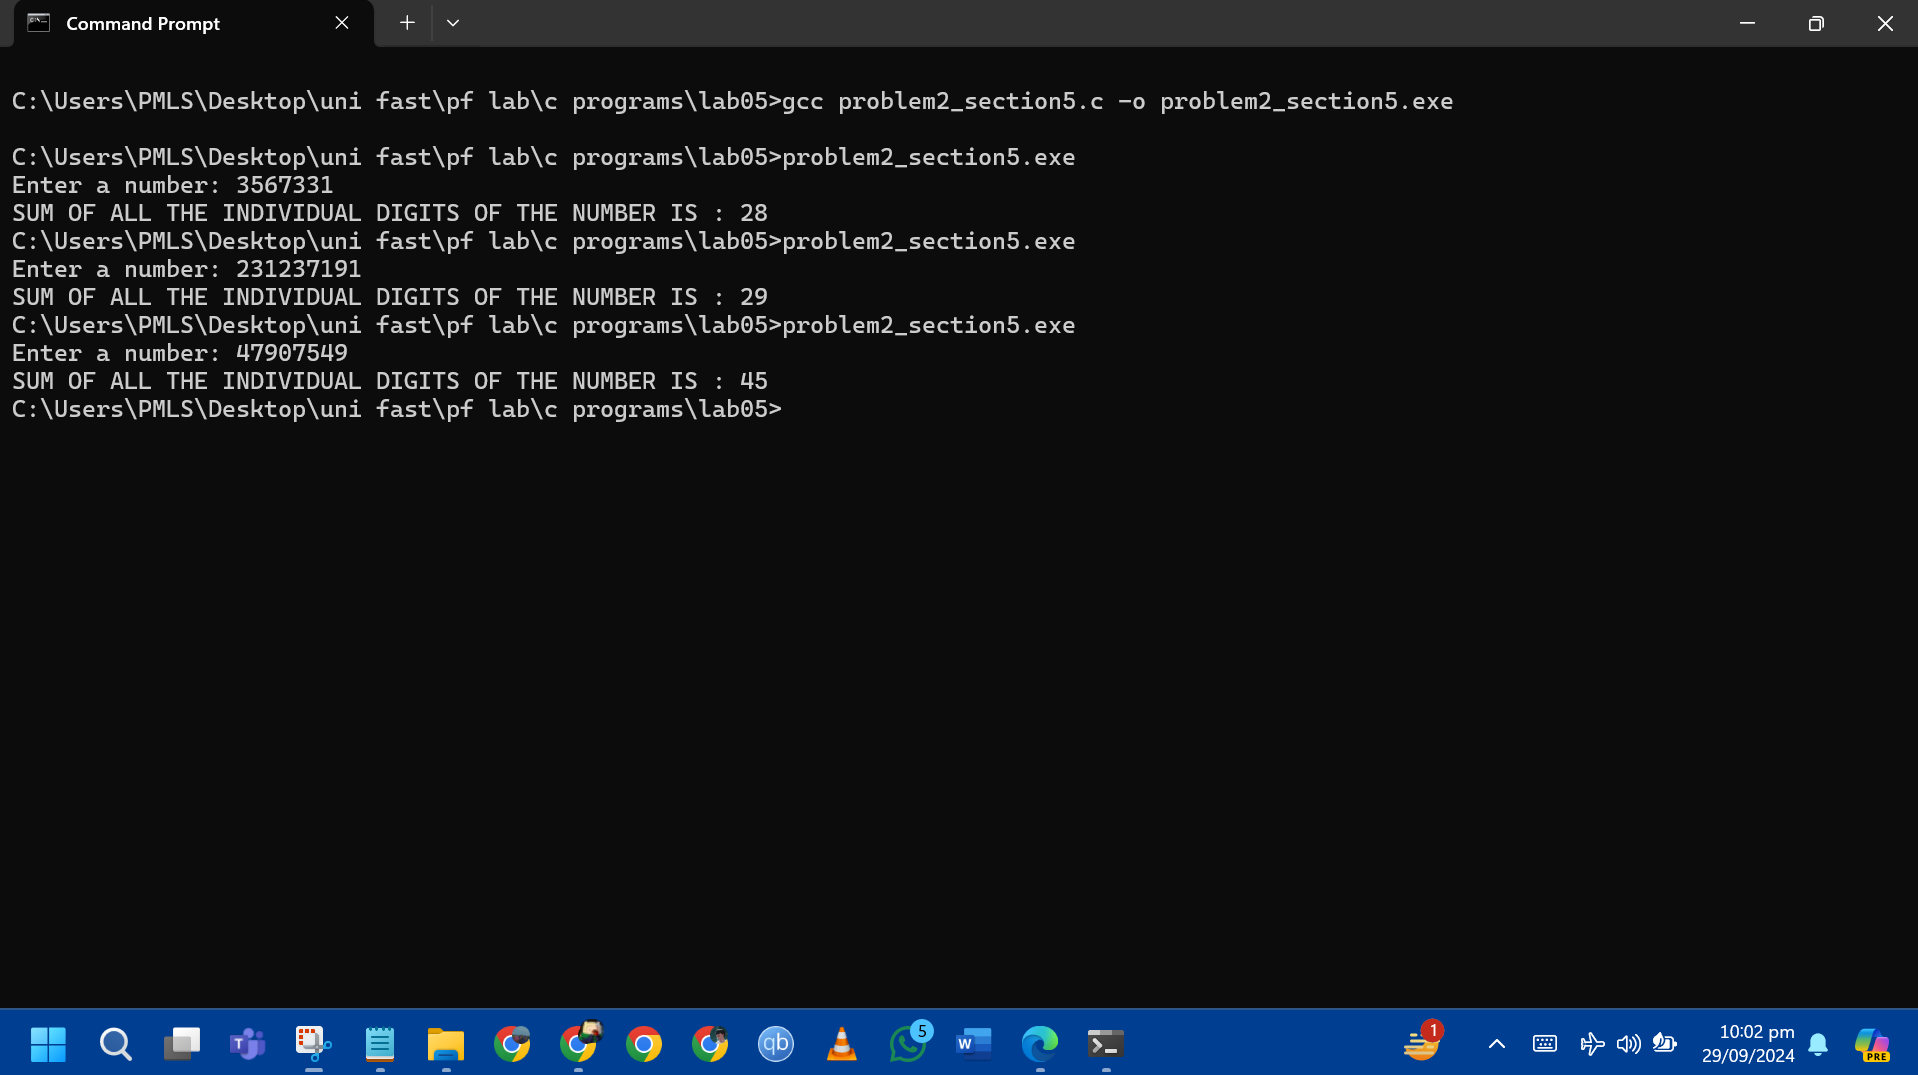 Command Prompt
C:\Users\PMLS\Desktop\uni fast\pf lab\c programs\lab05>gcc problem2_section5.c -o problem2_section5.exe
C:\Users\PMLS\Desktop\uni fast\pf lab\c programs\lab05>problem2_section5.exe
Enter a number: 3567331
SUM OF ALL THE INDIVIDUAL DIGITS OF THE NUMBER IS : 28
C:\Users\PMLS\Desktop\uni fast\pf lab\c programs\lab05>problem2_section5.exe
Enter a number: 231237191
SUM OF ALL THE INDIVIDUAL DIGITS OF THE NUMBER IS : 29
C:\Users\PMLS\Desktop\uni fast\pf lab\c programs\lab05>problem2_section5.exe
Enter a number: 47907549
SUM OF ALL THE INDIVIDUAL DIGITS OF THE NUMBER IS : 45
C:\Users\PMLS\Desktop\uni fast\pf lab\c programs\lab05>
T
qb
5
W
1
10:02 pm
29/09/2024
PRE